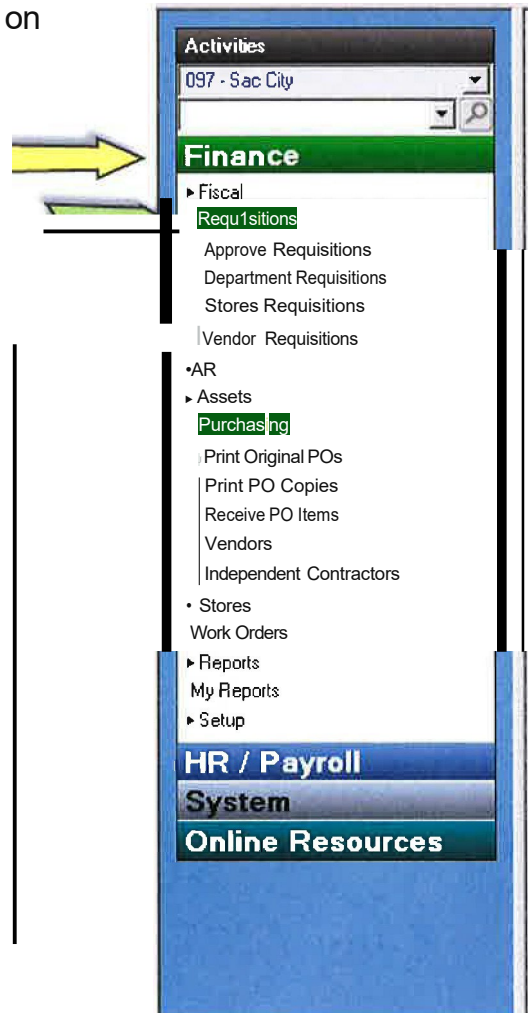 on
Activities
097 - Sac City
Finance
Fiscal
Requ1sitions
Approve Requisitions
Department Requisitions
Stores Requisitions
Vendor Requisitions
•AR
Assets
Purchas ng
Print Original POs
Print PO Copies
Receive PO Items
Vendors
Independent Contractors
• Stores
Work Orders
Reports
My Reports
Setup
HR / Payroll
System
Online Resources